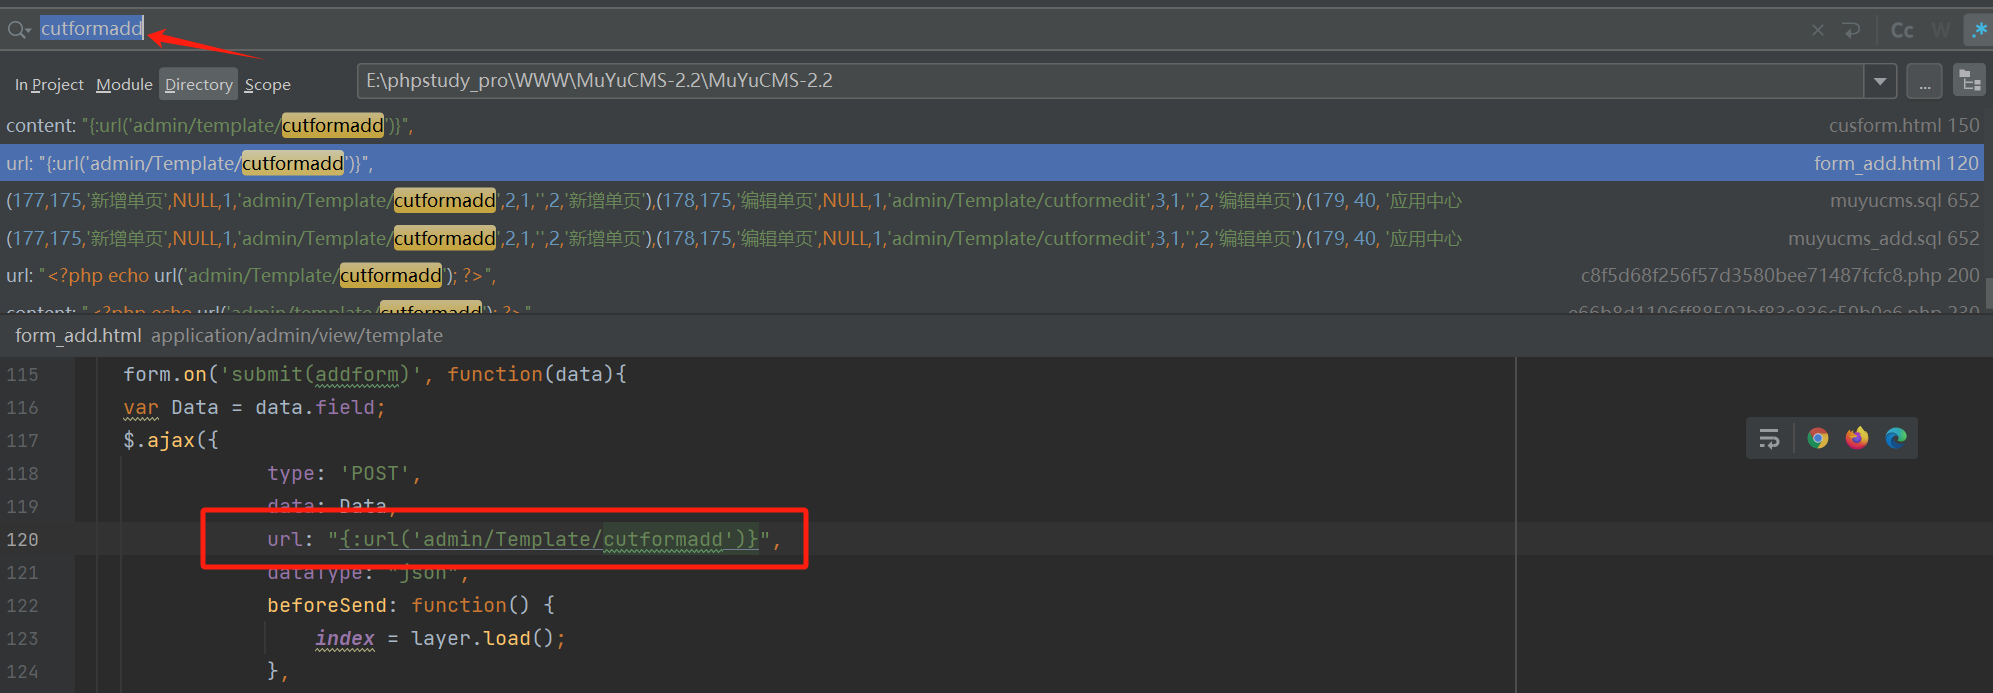 cutformadd
Cc W .*
In Project Module Directory Scope E:\phpstudy_pro\WWW\MuYuCMS-2.2\MuYuCMS-2.2 ...
content: "{:url('admin/template/cutformadd')}", cusform.html 150
url: "{:url('admin/Template/cutformadd')}", form_add.html 120
(177,175,'新增单页',NULL,1,'admin/Template/cutformadd',2,1,'',2,'新增单页'),(178,175,'编辑单页',NULL,1,'admin/Template/cutformedit',3,1,'',2,'编辑单页'),(179, 40, '应用中心 muyucms.sql 652
(177,175,'新增单页',NULL,1,'admin/Template/cutformadd',2,1,'',2,'新增单页'),(178,175,'编辑单页',NULL,1,'admin/Template/cutformedit',3,1,'',2,'编辑单页'),(179, 40, '应用中心 muyucms_add.sql 652
url: "<?php echo url('admin/Template/cutformadd'); ?>", c8f5d68f256f57d3580bee71487fcfc8.php 200
content: "<?php echo url('admin/template/cutformadd'); ?>"
form_add.html application/admin/view/template
115 form.on('submit(addform)', function(data){
116 var Data = data.field;
117 $.ajax({
118 type: 'POST',
119 data: Data,
120 url: "{:url('admin/Template/cutformadd')}",
121 dataType: "json",
122 beforeSend: function() {
123 index = layer.load();
124 },